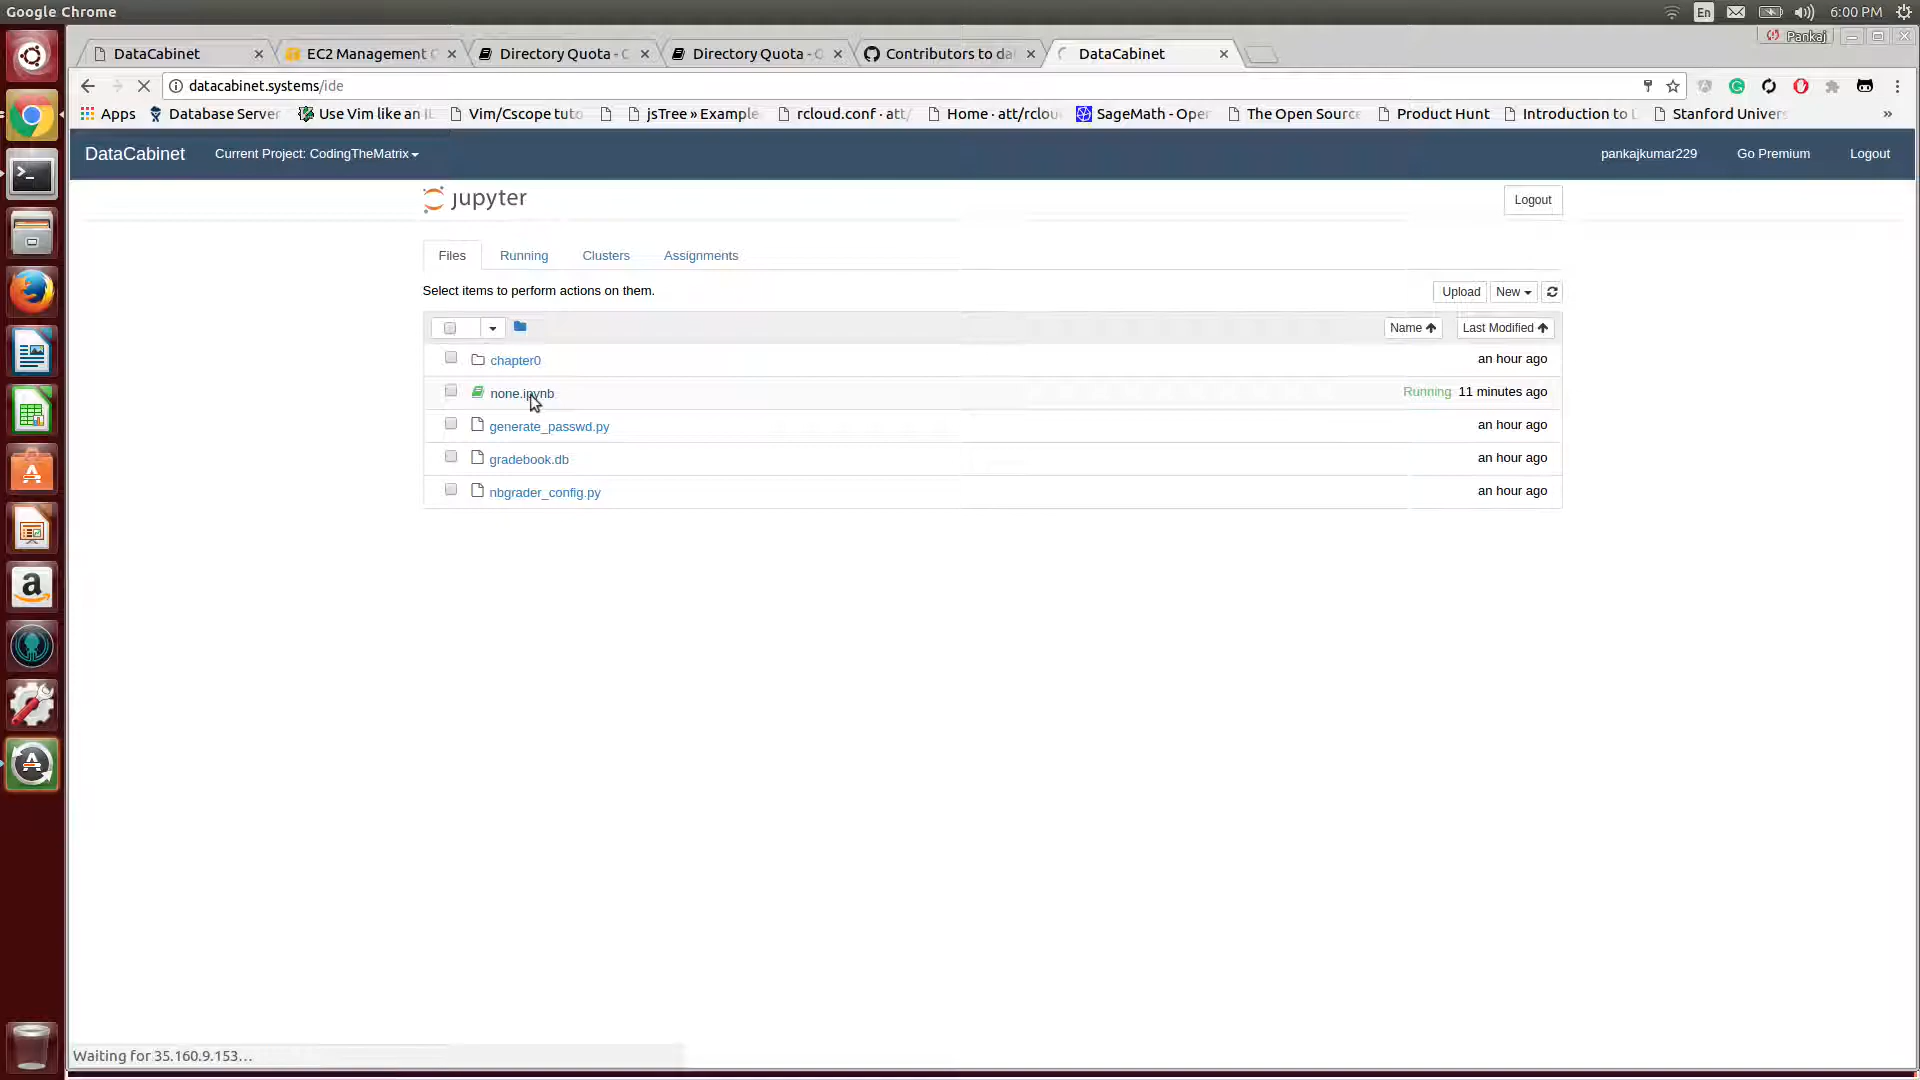 Google Chrome
En
6:00 PM
Pankaj
DataCabinet
EC2 Management
Directory Quota - C
Directory Quota -
Contributors to da
DataCabinet
datacabinet.systems/ide
Apps
Database Server
Use Vim like an I
Vim/Cscope tuto
jsTree » Example
rcloud.conf · att/
Home · att/rclou
SageMath - Oper
The Open Source
Product Hunt
Introduction to
Stanford Univers
»
DataCabinet
Current Project: CodingTheMatrix
pankajkumar229
Go Premium
Logout
jupyter
Logout
Files
Running
Clusters
Assignments
Select items to perform actions on them.
Upload
New
Name
Last Modified
chapter0
an hour ago
none.ipynb
Running
11 minutes ago
generate_passwd.py
an hour ago
gradebook.db
an hour ago
nbgrader_config.py
an hour ago
Waiting for 35.160.9.153...